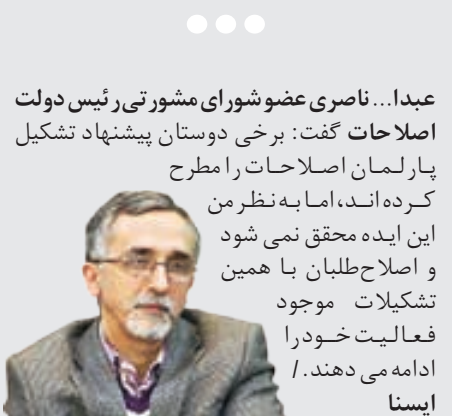 عبدا... ناصری عضو شورای مشورتی رئیس دولت
اصلاحات گفت: برخی دوستان پیشنهاد تشکیل
پارلمان اصلاحات را مطرح
کرده‌اند، اما به نظر من
این ایده محقق نمی شود
و اصلاح‌طلبان با همین
تشکیلات موجود
فعالیت خود را
ادامه می دهند. /
ایسنا